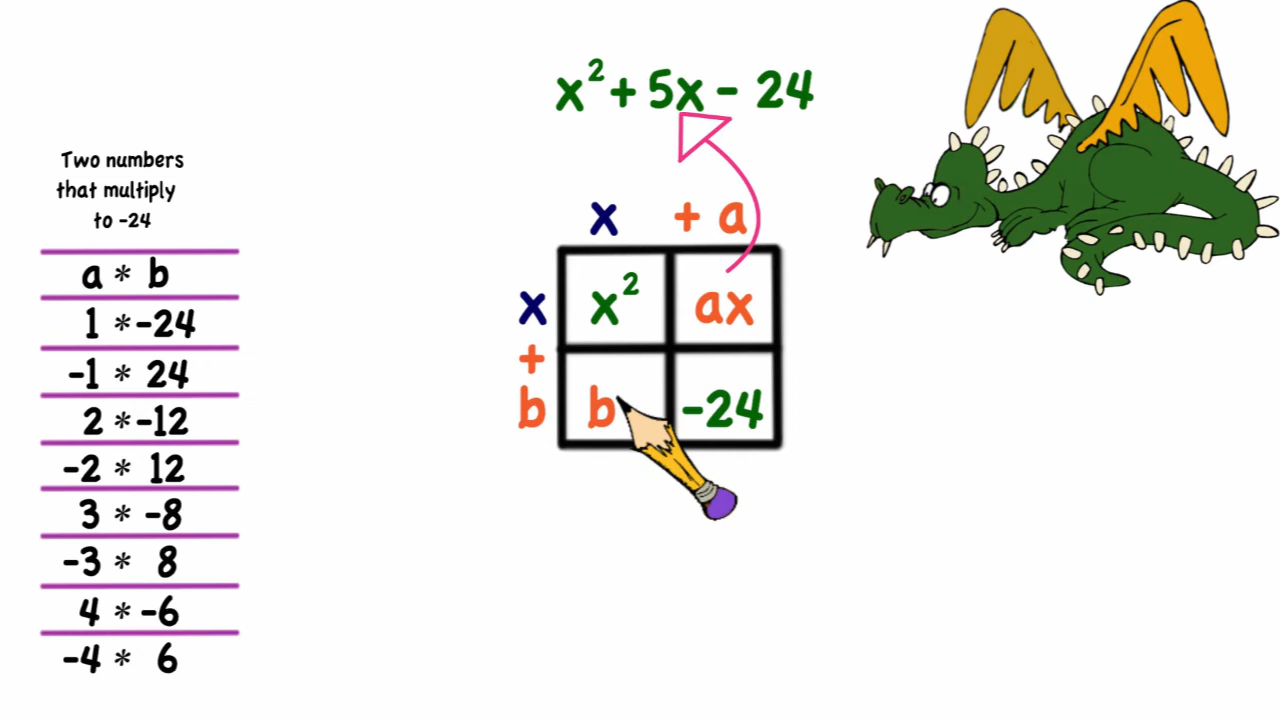 x² + 5x - 24
Two numbers
that multiply
to -24
a * b
1 * -24
-1 * 24
2 * -12
-2 * 12
3 * -8
-3 * 8
4 * -6
-4 * 6
x + a
x x² ax
+
b b -24